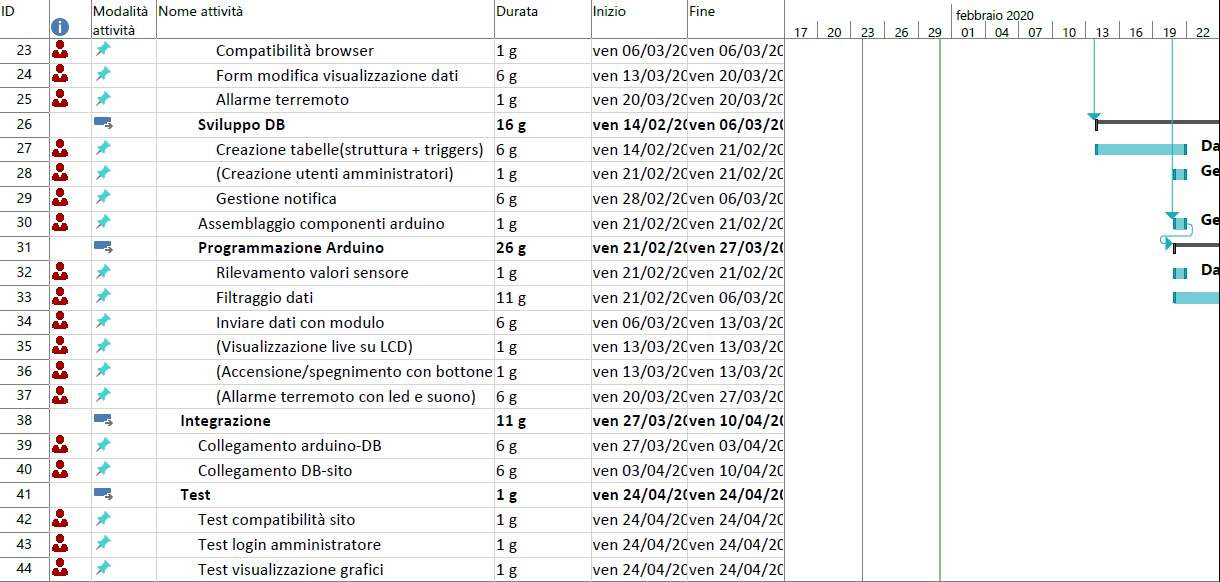 ID Modalità attività Nome attività Durata Inizio Fine
febbraio 2020
17 20 23 26 29 01 04 07 10 13 16 19 22
23 Compatibilità browser 1 g ven 06/03/20 ven 06/03/20
24 Form modifica visualizzazione dati 6 g ven 13/03/20 ven 20/03/20
25 Allarme terremoto 1 g ven 20/03/20 ven 20/03/20
26 Sviluppo DB 16 g ven 14/02/20 ven 06/03/20
27 Creazione tabelle(struttura + triggers) 6 g ven 14/02/20 ven 21/02/20 Da
28 (Creazione utenti amministratori) 1 g ven 21/02/20 ven 21/02/20 Ge
29 Gestione notifica 6 g ven 28/02/20 ven 06/03/20
30 Assemblaggio componenti arduino 1 g ven 21/02/20 ven 21/02/20 Ge
31 Programmazione Arduino 26 g ven 21/02/20 ven 27/03/20
32 Rilevamento valori sensore 1 g ven 21/02/20 ven 21/02/20 Da
33 Filtraggio dati 11 g ven 21/02/20 ven 06/03/20
34 Inviare dati con modulo 6 g ven 06/03/20 ven 13/03/20
35 (Visualizzazione live su LCD) 1 g ven 13/03/20 ven 13/03/20
36 (Accensione/spegnimento con bottone 1 g ven 13/03/20 ven 13/03/20
37 (Allarme terremoto con led e suono) 6 g ven 20/03/20 ven 27/03/20
38 Integrazione 11 g ven 27/03/20 ven 10/04/20
39 Collegamento arduino-DB 6 g ven 27/03/20 ven 03/04/20
40 Collegamento DB-sito 6 g ven 03/04/20 ven 10/04/20
41 Test 1 g ven 24/04/20 ven 24/04/20
42 Test compatibilità sito 1 g ven 24/04/20 ven 24/04/20
43 Test login amministratore 1 g ven 24/04/20 ven 24/04/20
44 Test visualizzazione grafici 1 g ven 24/04/20 ven 24/04/20